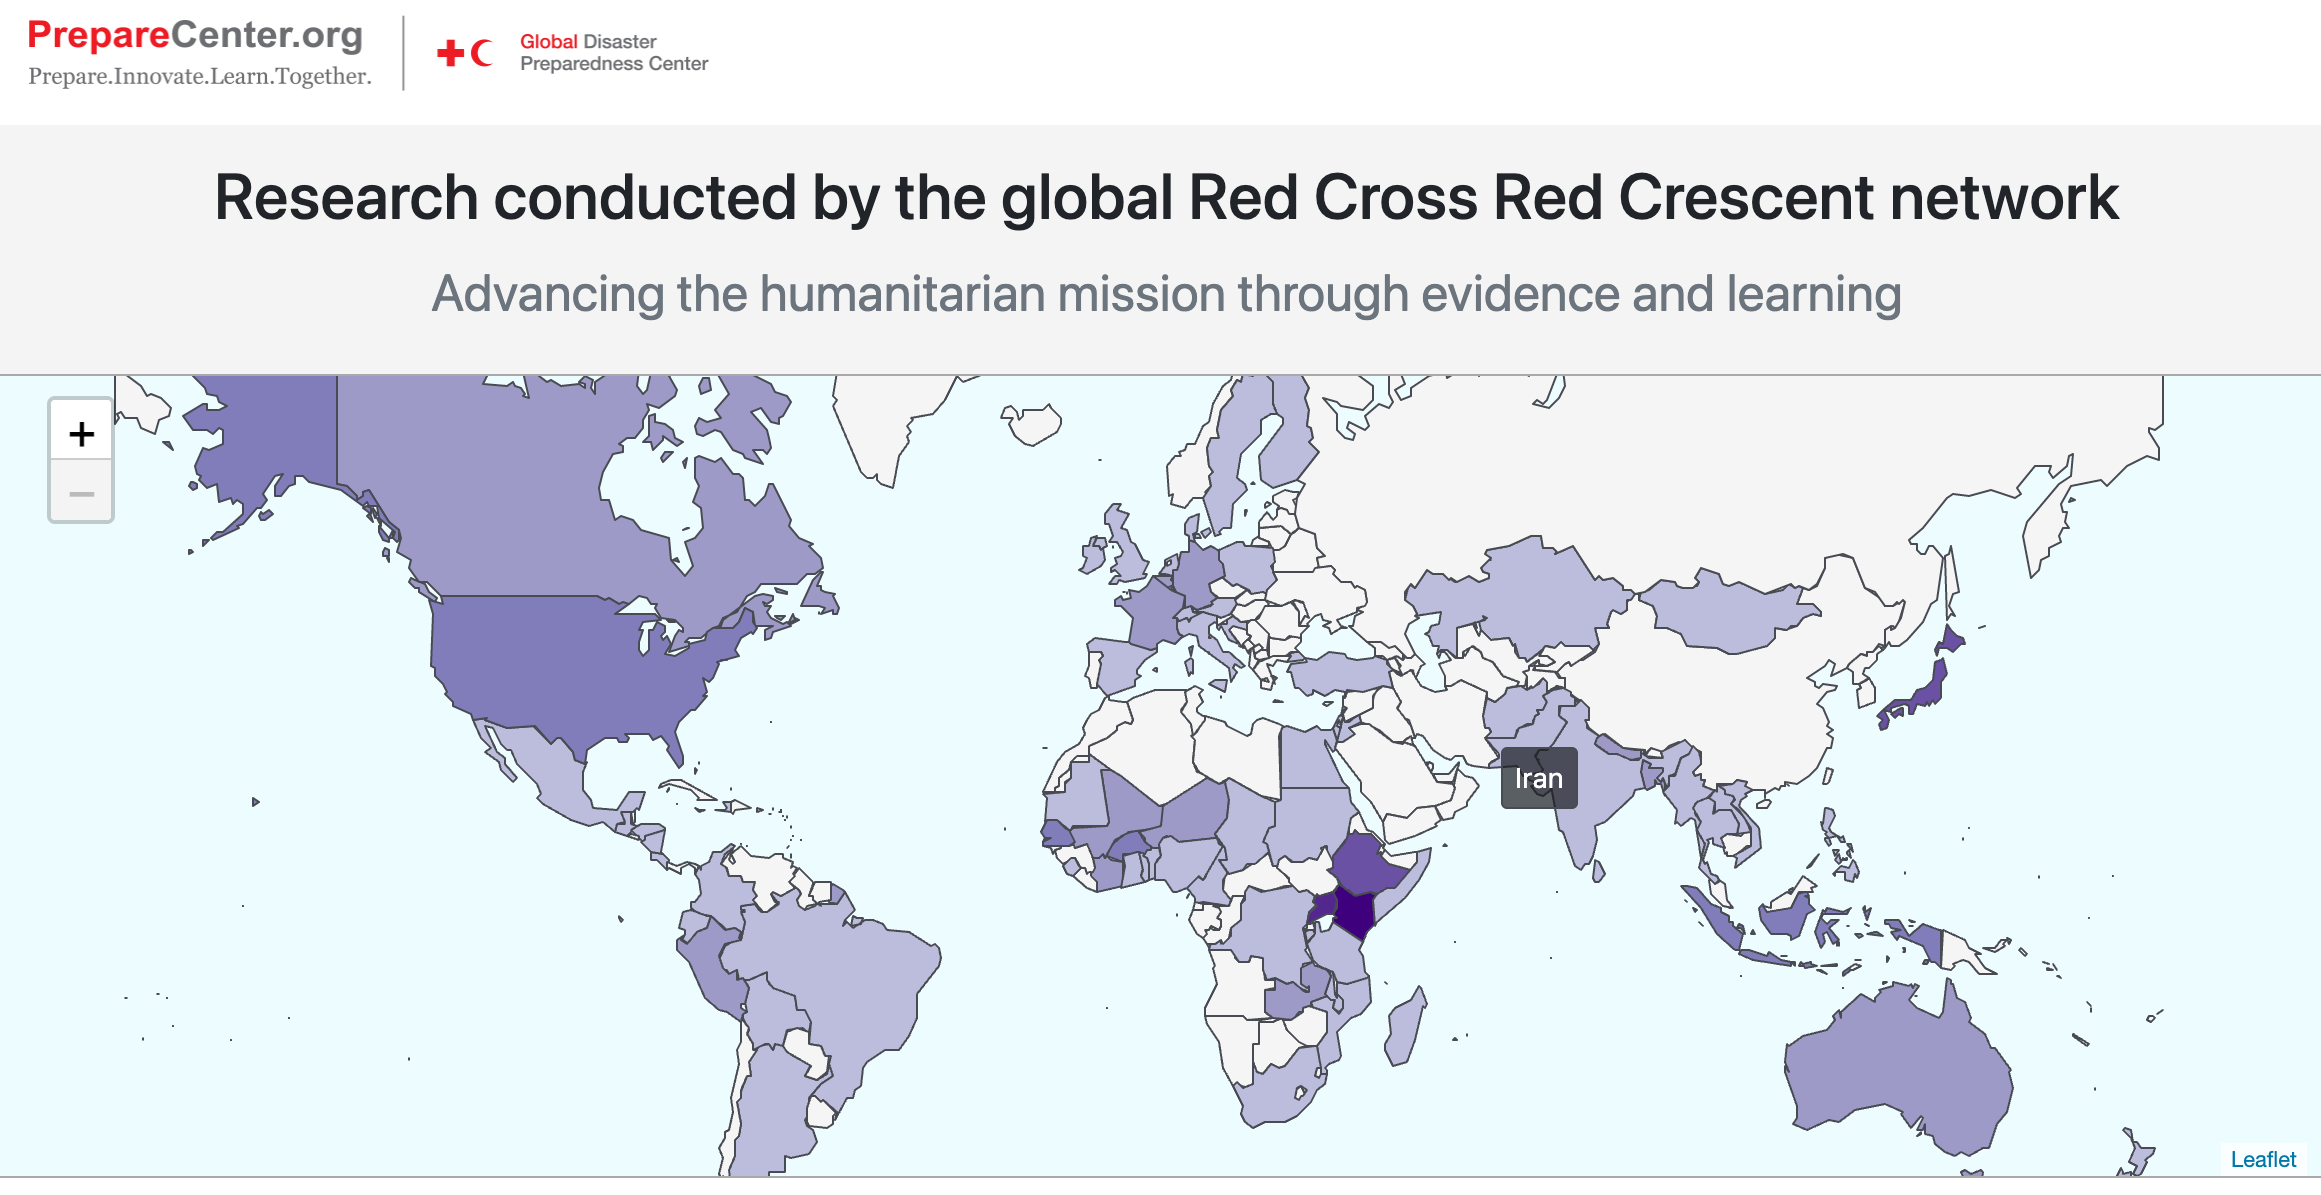 PrepareCenter.org
Prepare.Innovate.Learn.Together.
Global Disaster
Preparedness Center
Research conducted by the global Red Cross Red Crescent network
Advancing the humanitarian mission through evidence and learning
+
−
Iran
Leaflet